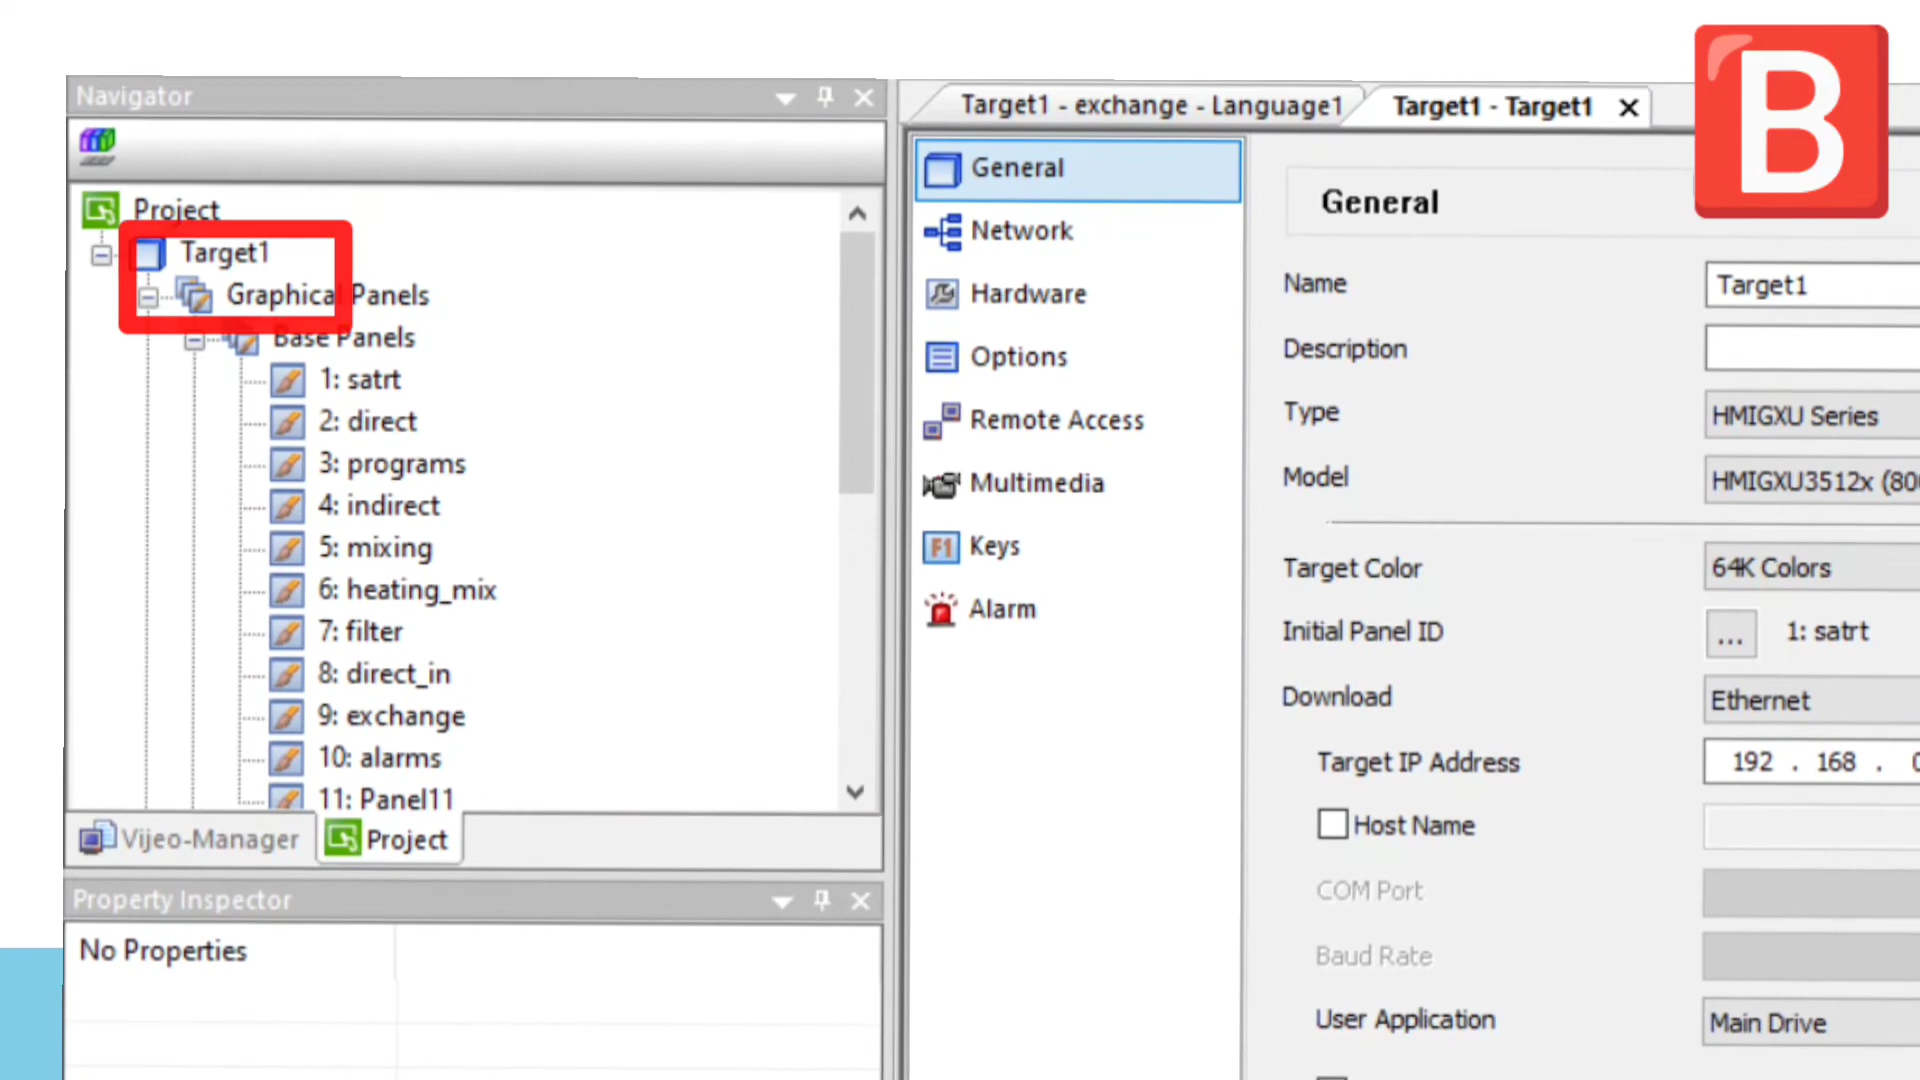 Navigator
Project
Target1
Graphical Panels
Base Panels
1: satrt
2: direct
3: programs
4: indirect
5: mixing
6: heating_mix
7: filter
8: direct_in
9: exchange
10: alarms
11: Panel11
Vijeo-Manager
Project
Property Inspector
No Properties
Target1 - exchange - Language1
Target1 - Target1
General
Network
Hardware
Options
Remote Access
Multimedia
F1 Keys
Alarm
B
General
Name Target1
Description
Type HMIGXU Series
Model HMIGXU3512x (800
Target Color 64K Colors
Initial Panel ID ... 1: satrt
Download Ethernet
Target IP Address 192 . 168 .
Host Name
COM Port
Baud Rate
User Application Main Drive